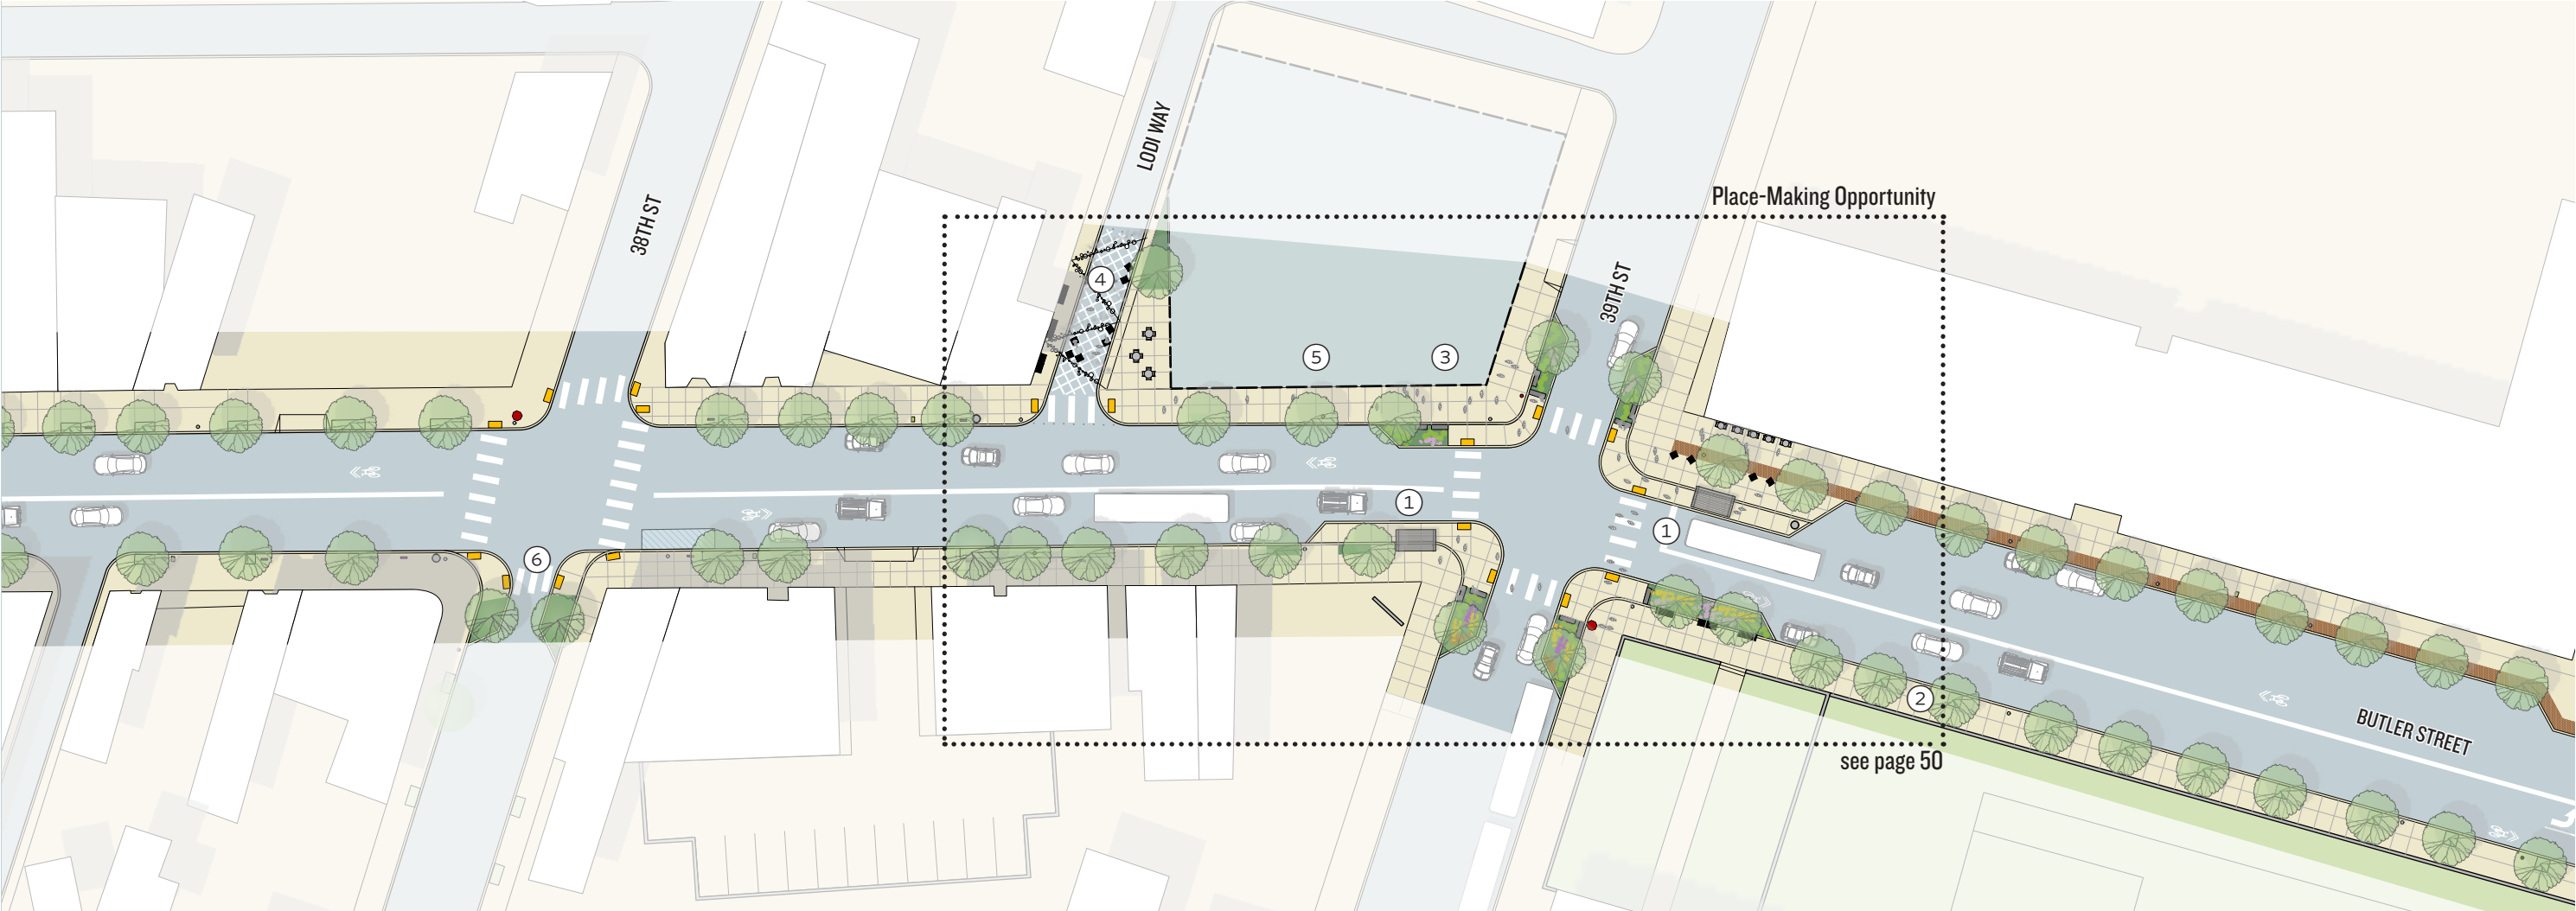 LODI WAY
Place-Making Opportunity
38TH ST
4
39TH ST
5
3
1
1
6
2
BUTLER STREET
see page 50